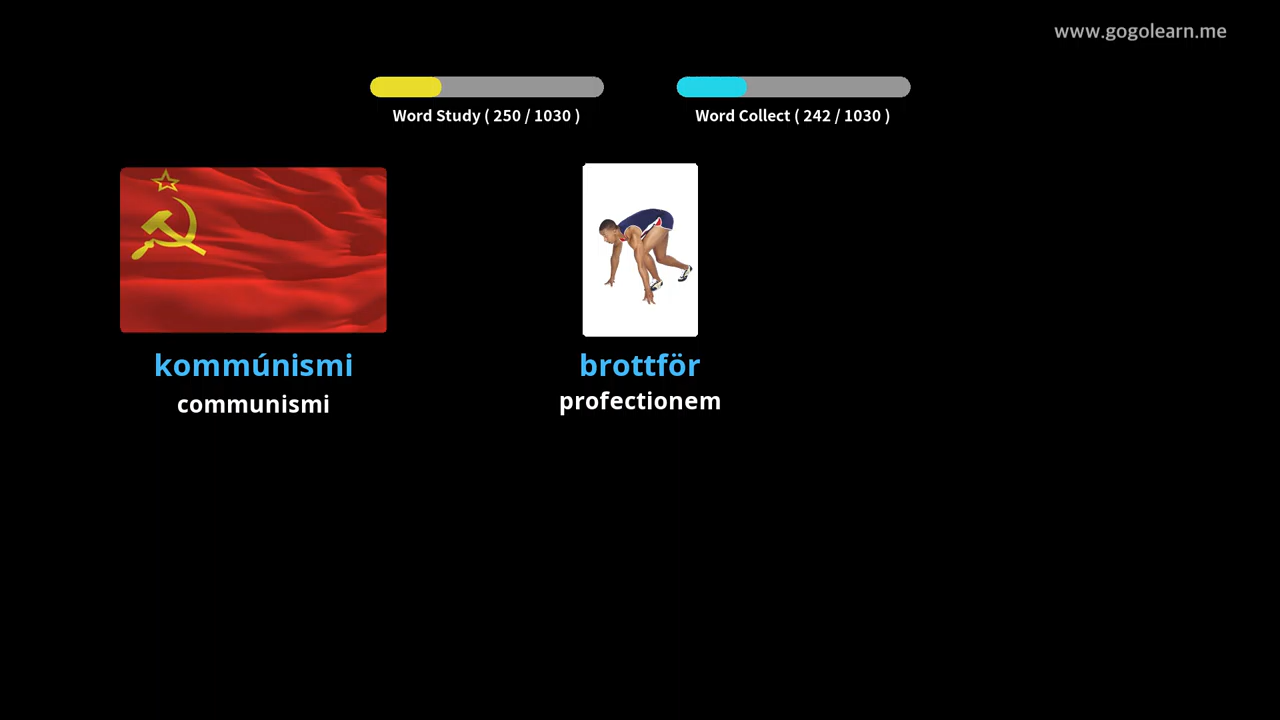 www.gogolearn.me
Word Study ( 250 / 1030 )
Word Collect ( 242 / 1030 )
kommúnismi
communismi
brottför
profectionem